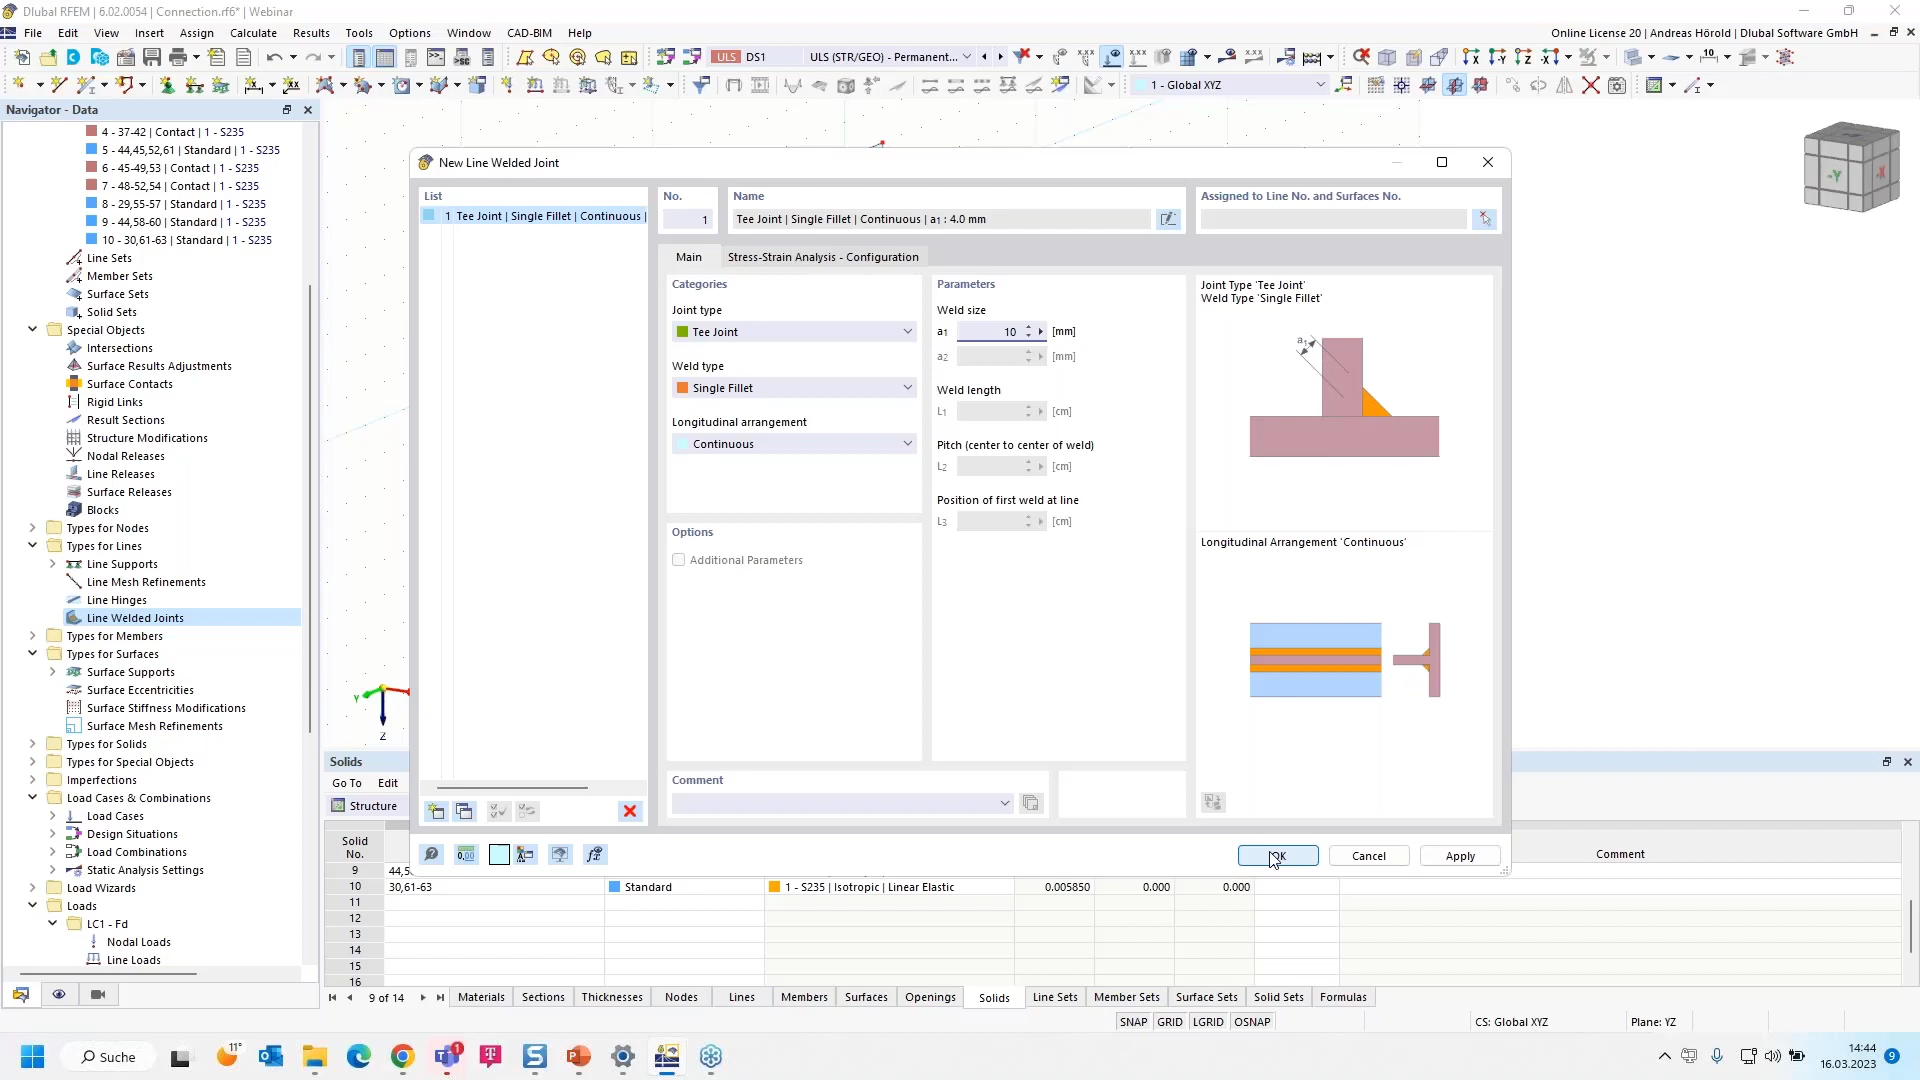 Dlubal RFEM | 6.02.0054 | Connection.rf6* | Webinar
File Edit View Insert Assign Calculate Results Tools Options Window CAD-BIM Help
Online License 20 | Andreas Hörold | Dlubal Software GmbH
ULS DS1 ULS (STR/GEO) - Permanent...
1 - Global XYZ
Navigator - Data
4 - 37-42 | Contact | 1 - S235
5 - 44,45,52,61 | Standard | 1 - S235
6 - 45-49,53 | Contact | 1 - S235
7 - 48-52,54 | Contact | 1 - S235
8 - 29,55-57 | Standard | 1 - S235
9 - 44,58-60 | Standard | 1 - S235
10 - 30,61-63 | Standard | 1 - S235
Line Sets
Member Sets
Surface Sets
Solid Sets
Special Objects
Intersections
Surface Results Adjustments
Surface Contacts
Rigid Links
Result Sections
Structure Modifications
Nodal Releases
Line Releases
Surface Releases
Blocks
Types for Nodes
Types for Lines
Line Supports
Line Mesh Refinements
Line Hinges
Line Welded Joints
Types for Members
Types for Surfaces
Surface Supports
Surface Eccentricities
Surface Stiffness Modifications
Surface Mesh Refinements
Types for Solids
Types for Special Objects
Imperfections
Load Cases & Combinations
Load Cases
Design Situations
Load Combinations
Static Analysis Settings
Load Wizards
Loads
LC1 - Fd
Nodal Loads
Line Loads
New Line Welded Joint
List
1 Tee Joint | Single Fillet | Continuous |
No.
1
Name
Tee Joint | Single Fillet | Continuous | a1 : 4.0 mm
Assigned to Line No. and Surfaces No.
Main Stress-Strain Analysis - Configuration
Categories
Joint type
Tee Joint
Weld type
Single Fillet
Longitudinal arrangement
Continuous
Options
Additional Parameters
Parameters
Weld size
a1 10 [mm]
a2 [mm]
Weld length
L1 [cm]
Pitch (center to center of weld)
L2 [cm]
Position of first weld at line
L3 [cm]
Joint Type 'Tee Joint'
Weld Type 'Single Fillet'
a1
Longitudinal Arrangement 'Continuous'
Comment
OK Cancel Apply
Y
Z
-Y
-X
Solids
Go To Edit
Structure
Solid
No.
Comment
9 44,5
10 30,61-63 Standard 1 - S235 | Isotropic | Linear Elastic 0.005850 0.000 0.000
11
12
13
14
15
16
9 of 14 Materials Sections Thicknesses Nodes Lines Members Surfaces Openings Solids Line Sets Member Sets Surface Sets Solid Sets Formulas
SNAP GRID LGRID OSNAP CS: Global XYZ Plane: YZ
Suche
11°
1
14:44
16.03.2023
9